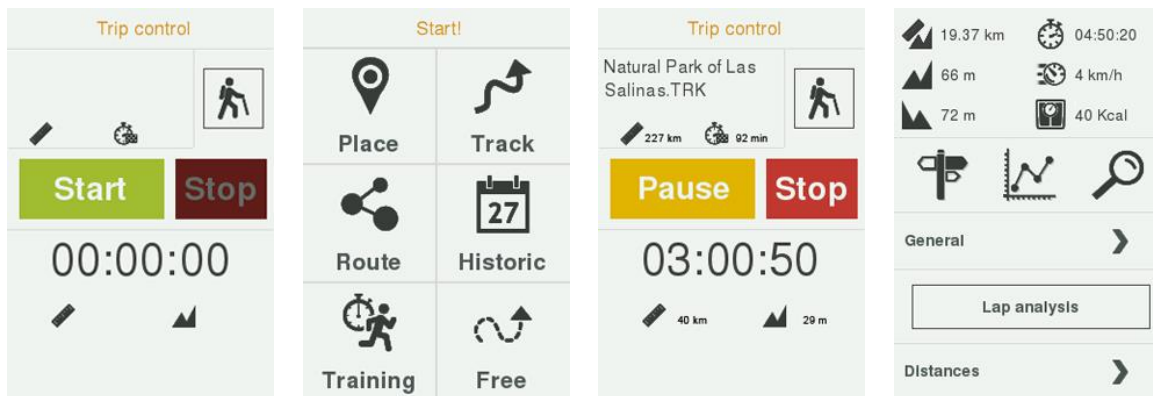 Trip control
Start Stop
00:00:00
Start!
Place Track
27
Route Historic
Training Free
Trip control
Natural Park of Las
Salinas.TRK
227 km 92 min
Pause Stop
03:00:50
40 km 29 m
19.37 km 04:50:20
66 m 4 km/h
72 m 40 Kcal
General
Lap analysis
Distances